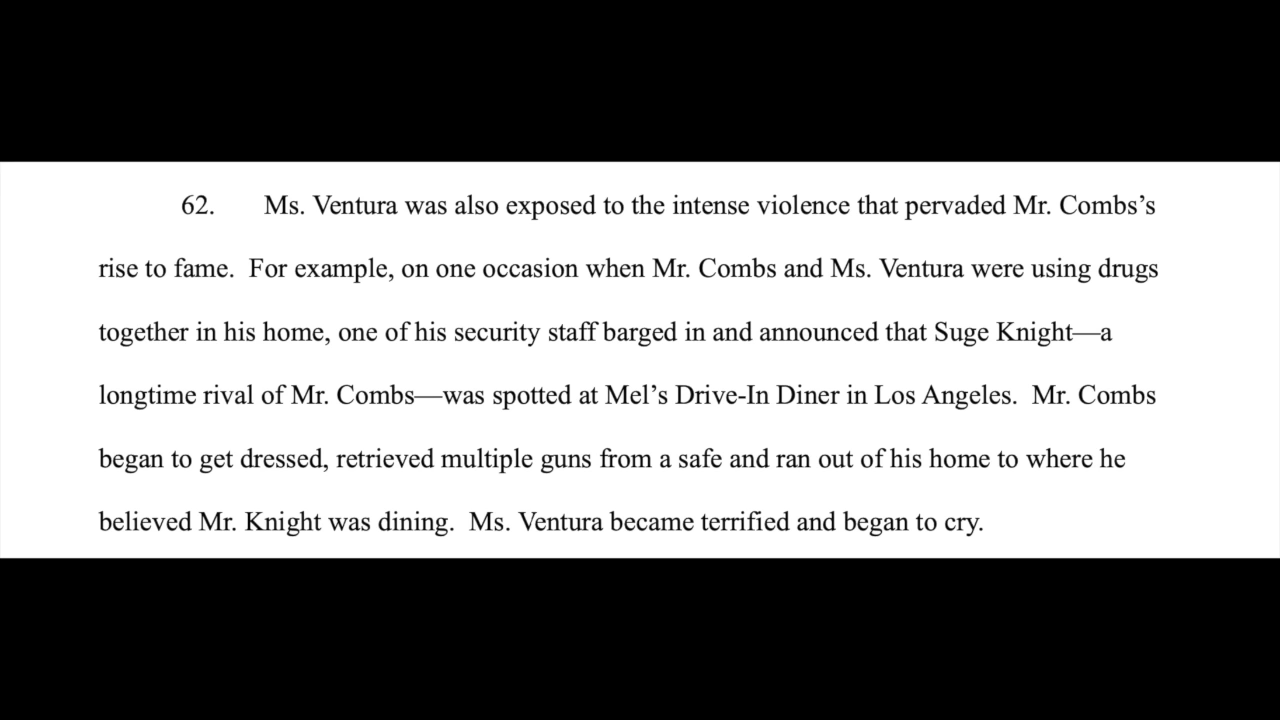 62. Ms. Ventura was also exposed to the intense violence that pervaded Mr. Combs’s
rise to fame. For example, on one occasion when Mr. Combs and Ms. Ventura were using drugs
together in his home, one of his security staff barged in and announced that Suge Knight—a
longtime rival of Mr. Combs—was spotted at Mel’s Drive-In Diner in Los Angeles. Mr. Combs
began to get dressed, retrieved multiple guns from a safe and ran out of his home to where he
believed Mr. Knight was dining. Ms. Ventura became terrified and began to cry.